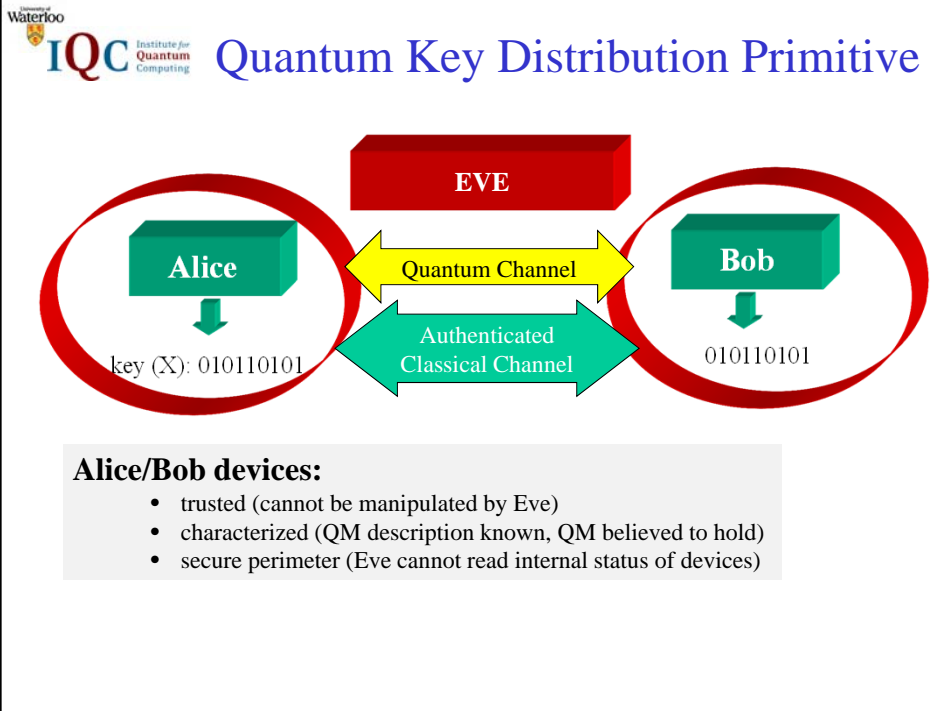 University of
Waterloo
IQC Institute for
Quantum
Computing
Quantum Key Distribution Primitive
EVE
Alice
Quantum Channel
Bob
Authenticated
Classical Channel
key (X): 010110101
010110101
Alice/Bob devices:
• trusted (cannot be manipulated by Eve)
• characterized (QM description known, QM believed to hold)
• secure perimeter (Eve cannot read internal status of devices)